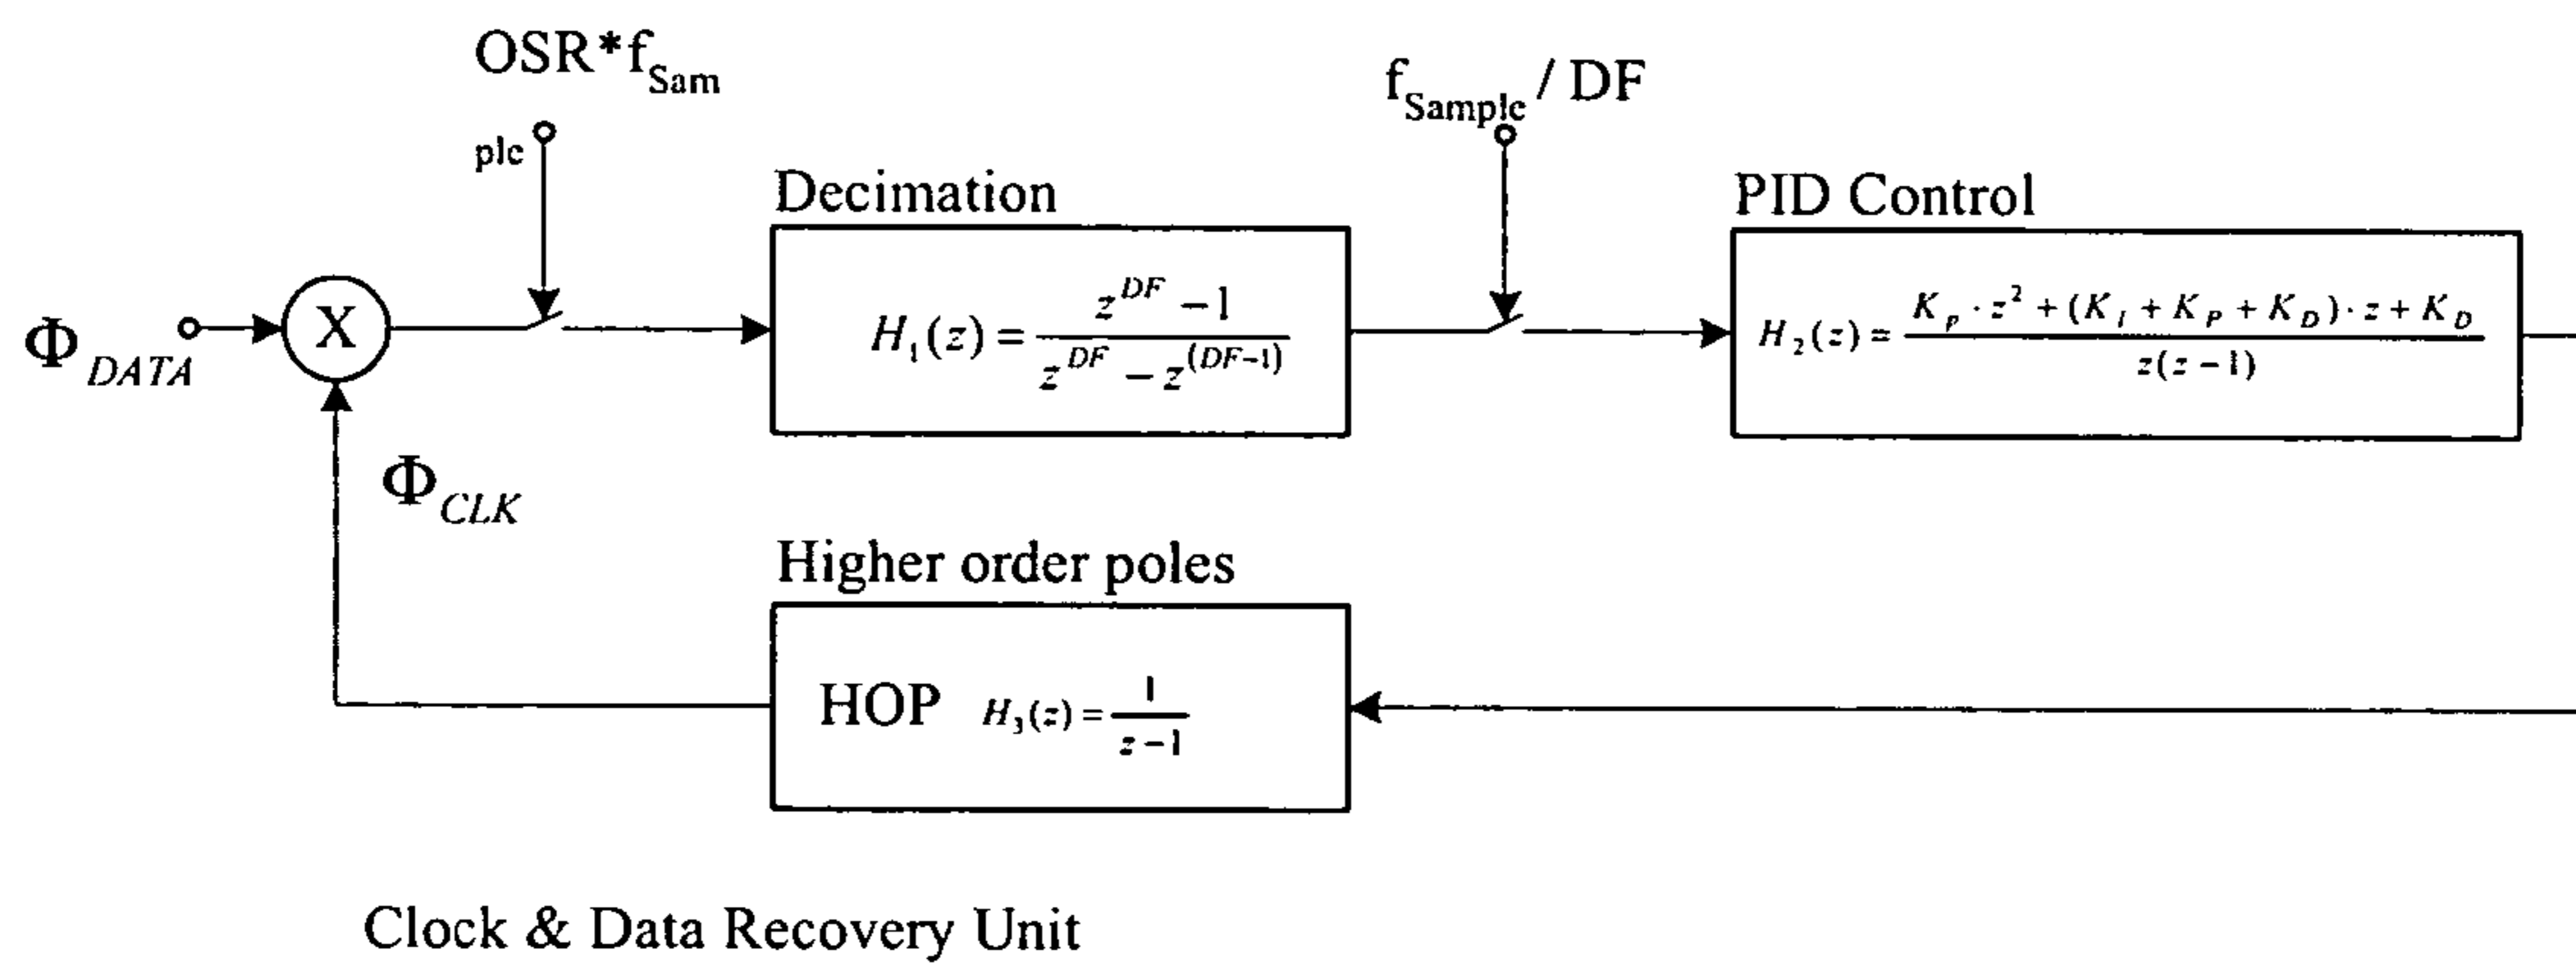 OSR*f_Sam
ple
f_Sample / DF
Decimation
PID Control
Φ_DATA
X
H_1(z) = (z^DF − 1) / (z^DF − z^(DF−1))
H_2(z) = (K_p · z^2 + (K_I + K_P + K_D) · z + K_D) / (z(z − 1))
Φ_CLK
Higher order poles
HOP H_3(z) = 1 / (z − 1)
Clock & Data Recovery Unit